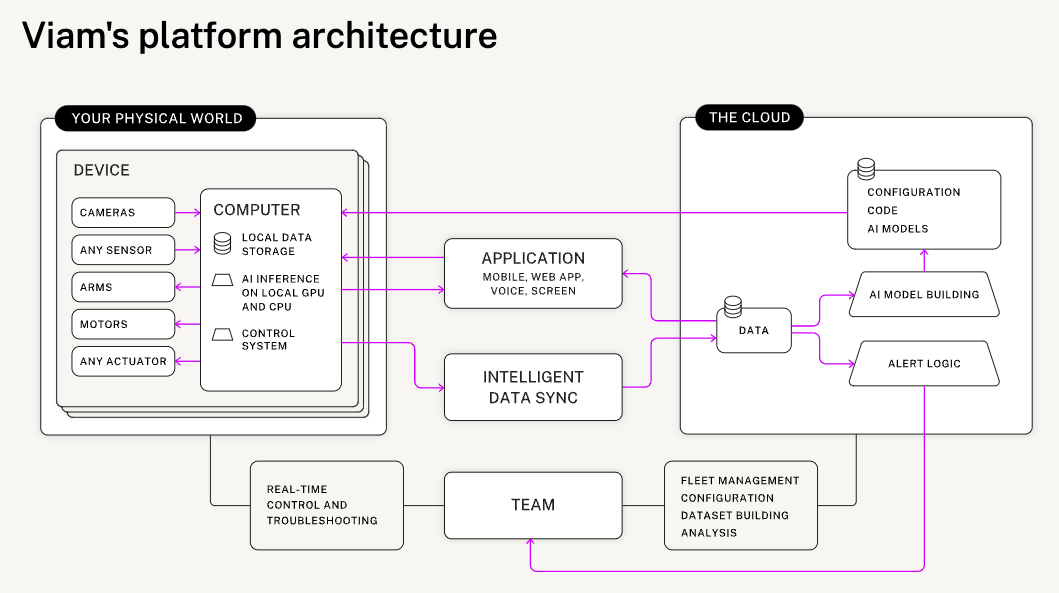 Viam's platform architecture
YOUR PHYSICAL WORLD
DEVICE
CAMERAS
ANY SENSOR
ARMS
MOTORS
ANY ACTUATOR
COMPUTER
LOCAL DATA
STORAGE
AI INFERENCE
ON LOCAL GPU
AND CPU
CONTROL
SYSTEM
APPLICATION
MOBILE, WEB APP,
VOICE, SCREEN
INTELLIGENT
DATA SYNC
THE CLOUD
CONFIGURATION
CODE
AI MODELS
AI MODEL BUILDING
DATA
ALERT LOGIC
REAL-TIME
CONTROL AND
TROUBLESHOOTING
TEAM
FLEET MANAGEMENT
CONFIGURATION
DATASET BUILDING
ANALYSIS